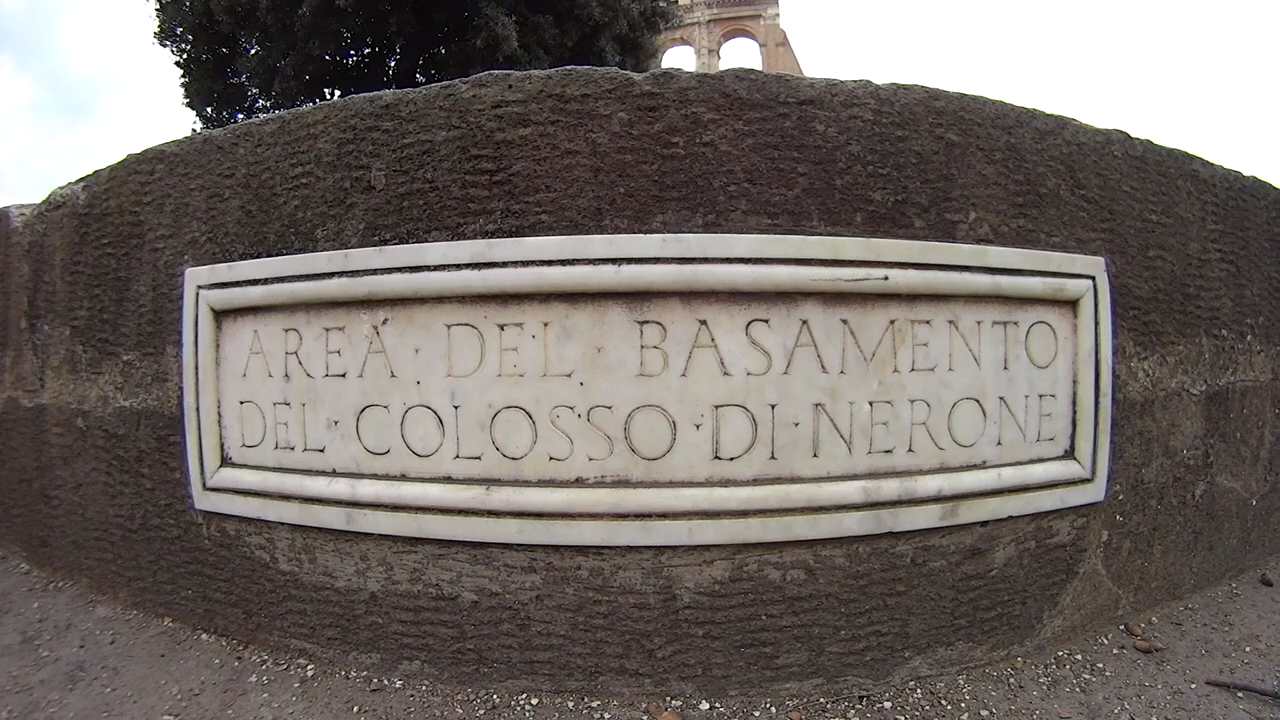 AREA · DEL · BASAMENTO
DEL · COLOSSO · DI · NERONE